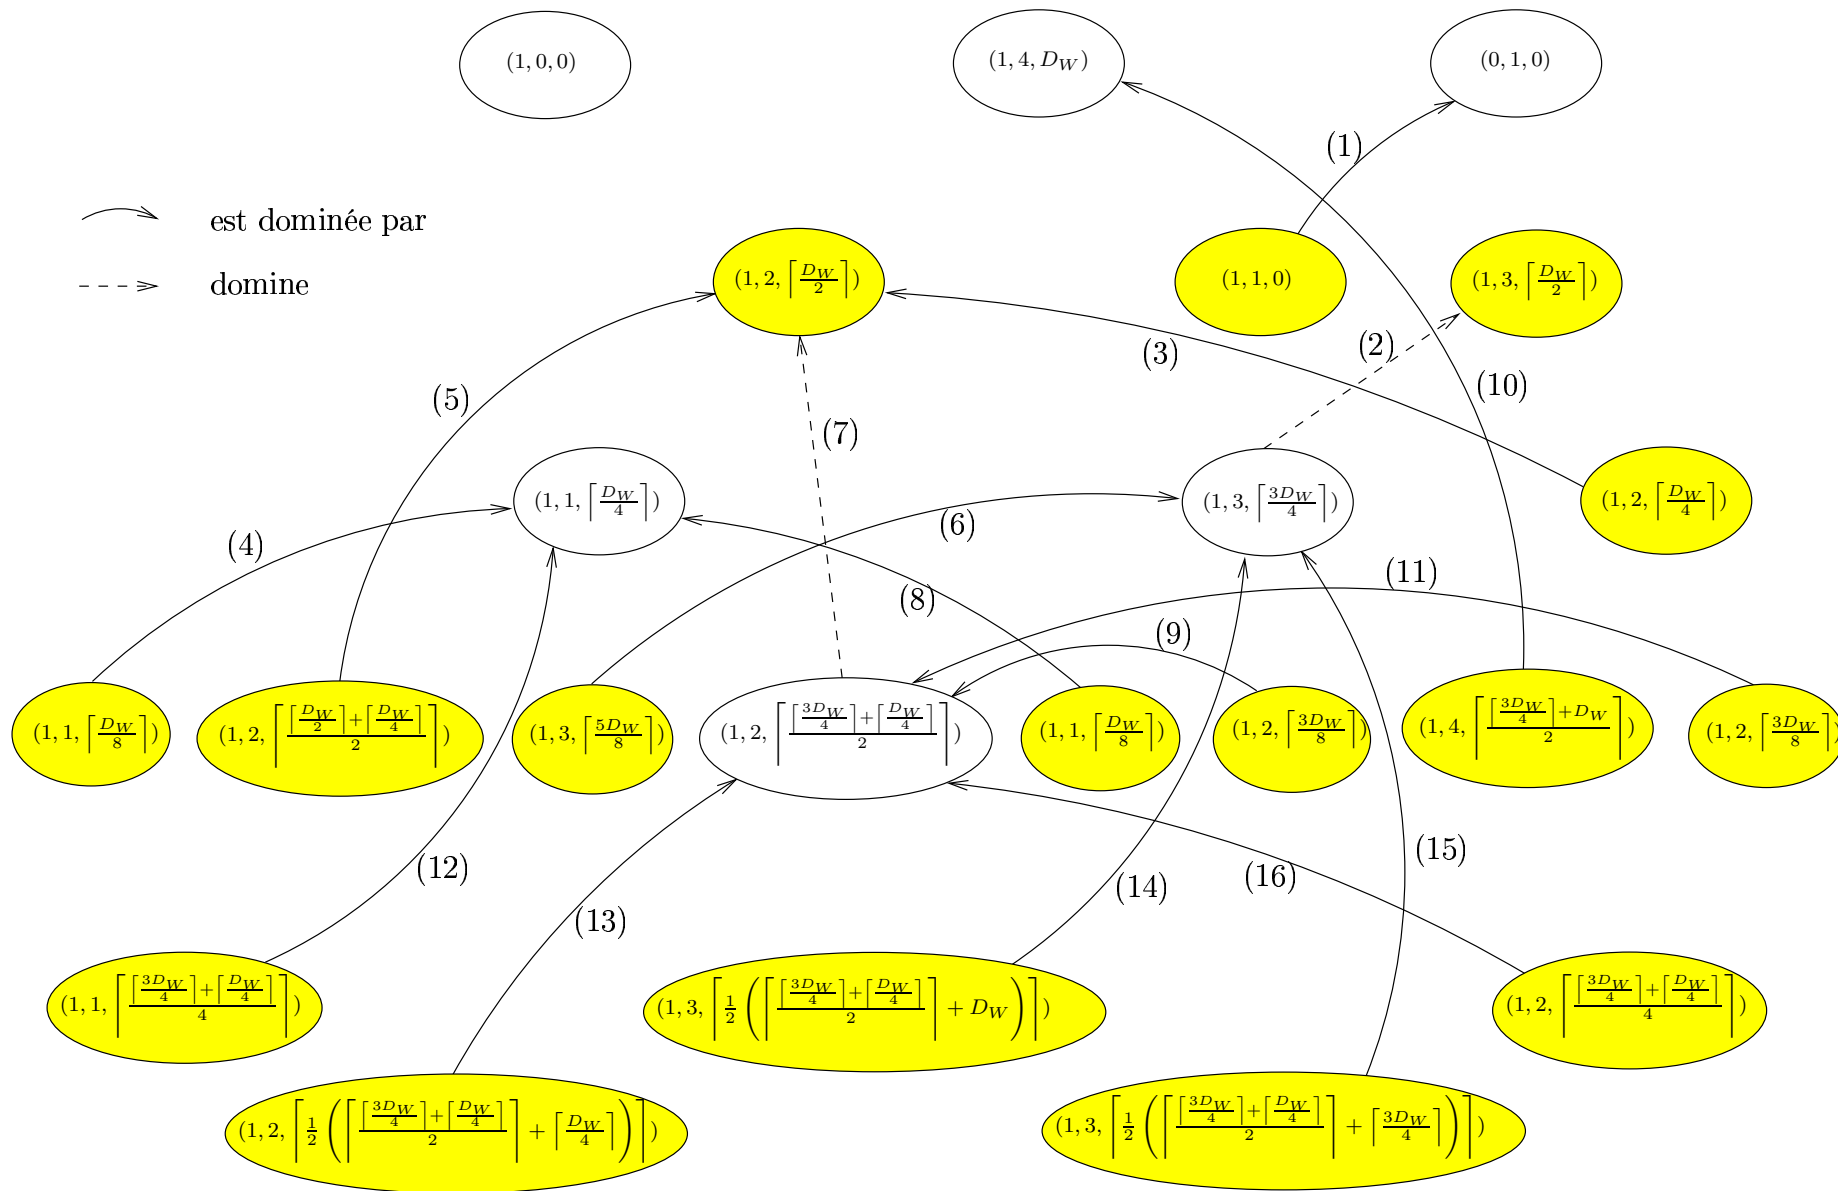 (1, 0, 0)
(1, 4, D_W)
(0, 1, 0)
(1)
est dominée par
domine
(1, 2, ⌈D_W/2⌉)
(1, 1, 0)
(1, 3, ⌈D_W/2⌉)
(2)
(3)
(10)
(5)
(7)
(1, 1, ⌈D_W/4⌉)
(1, 3, ⌈3D_W/4⌉)
(1, 2, ⌈D_W/4⌉)
(4)
(6)
(8)
(11)
(9)
(1, 1, ⌈D_W/8⌉)
(1, 2, ⌈(⌈D_W/2⌉+⌈D_W/4⌉)/2⌉)
(1, 3, ⌈5D_W/8⌉)
(1, 2, ⌈(⌈3D_W/4⌉+⌈D_W/4⌉)/2⌉)
(1, 1, ⌈D_W/8⌉)
(1, 2, ⌈3D_W/8⌉)
(1, 4, ⌈(⌈3D_W/4⌉+D_W)/2⌉)
(1, 2, ⌈3D_W/8⌉)
(12)
(13)
(14)
(16)
(15)
(1, 1, ⌈(⌈3D_W/4⌉+⌈D_W/4⌉)/4⌉)
(1, 3, ⌈1/2 (⌈(⌈3D_W/4⌉+⌈D_W/4⌉)/2⌉ + D_W)⌉)
(1, 2, ⌈(⌈3D_W/4⌉+⌈D_W/4⌉)/4⌉)
(1, 2, ⌈1/2 (⌈(⌈3D_W/4⌉+⌈D_W/4⌉)/2⌉ + ⌈D_W/4⌉)⌉)
(1, 3, ⌈1/2 (⌈(⌈3D_W/4⌉+⌈D_W/4⌉)/2⌉ + ⌈3D_W/4⌉)⌉)